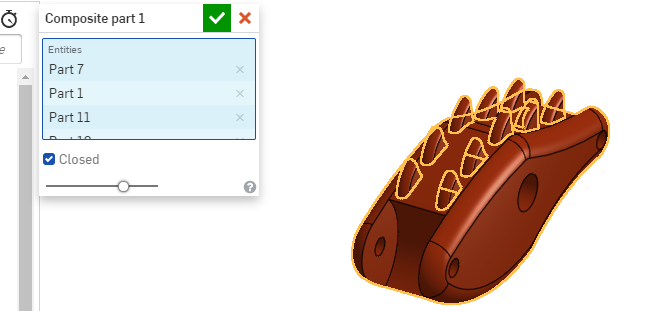 Composite part 1
Entities
Part 7
Part 1
Part 11
Closed